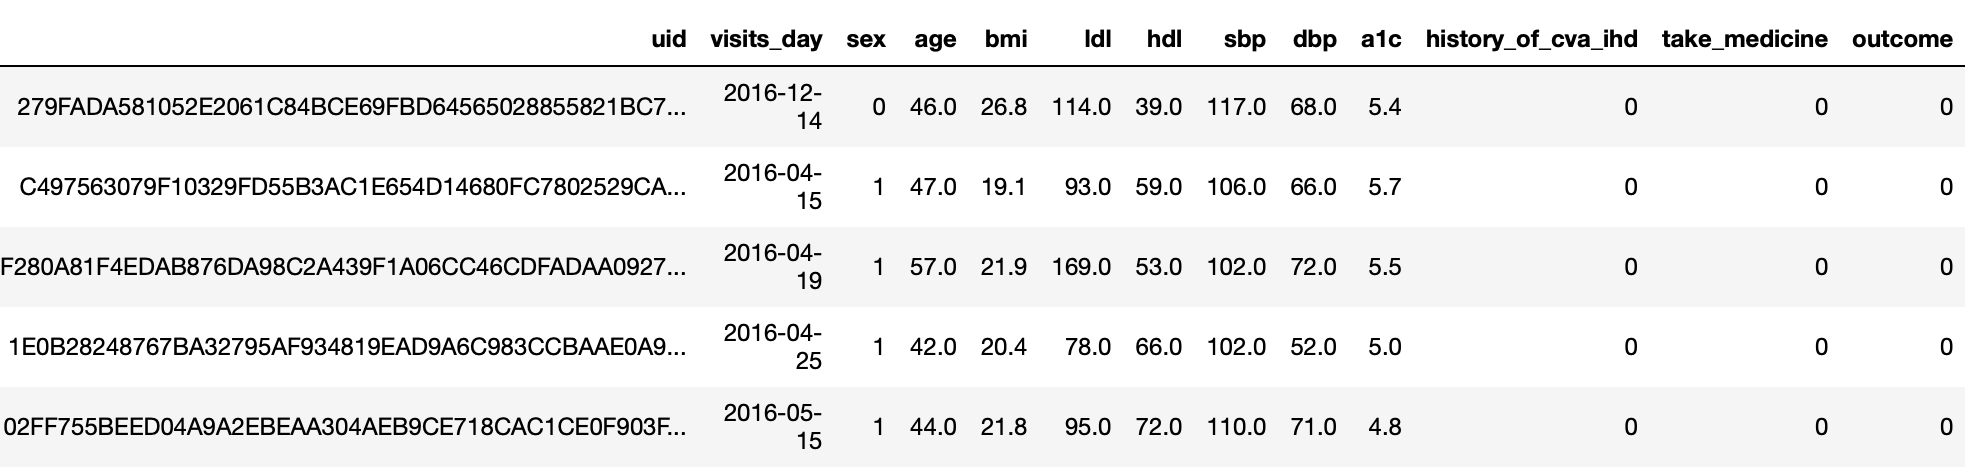 uid visits_day sex age bmi ldl hdl sbp dbp a1c history_of_cva_ihd take_medicine outcome
279FADA581052E2061C84BCE69FBD64565028855821BC7... 2016-12-14 0 46.0 26.8 114.0 39.0 117.0 68.0 5.4 0 0 0
C497563079F10329FD55B3AC1E654D14680FC7802529CA... 2016-04-15 1 47.0 19.1 93.0 59.0 106.0 66.0 5.7 0 0 0
F280A81F4EDAB876DA98C2A439F1A06CC46CDFADAA0927... 2016-04-19 1 57.0 21.9 169.0 53.0 102.0 72.0 5.5 0 0 0
1E0B28248767BA32795AF934819EAD9A6C983CCBAAE0A9... 2016-04-25 1 42.0 20.4 78.0 66.0 102.0 52.0 5.0 0 0 0
02FF755BEED04A9A2EBEAA304AEB9CE718CAC1CE0F903F... 2016-05-15 1 44.0 21.8 95.0 72.0 110.0 71.0 4.8 0 0 0